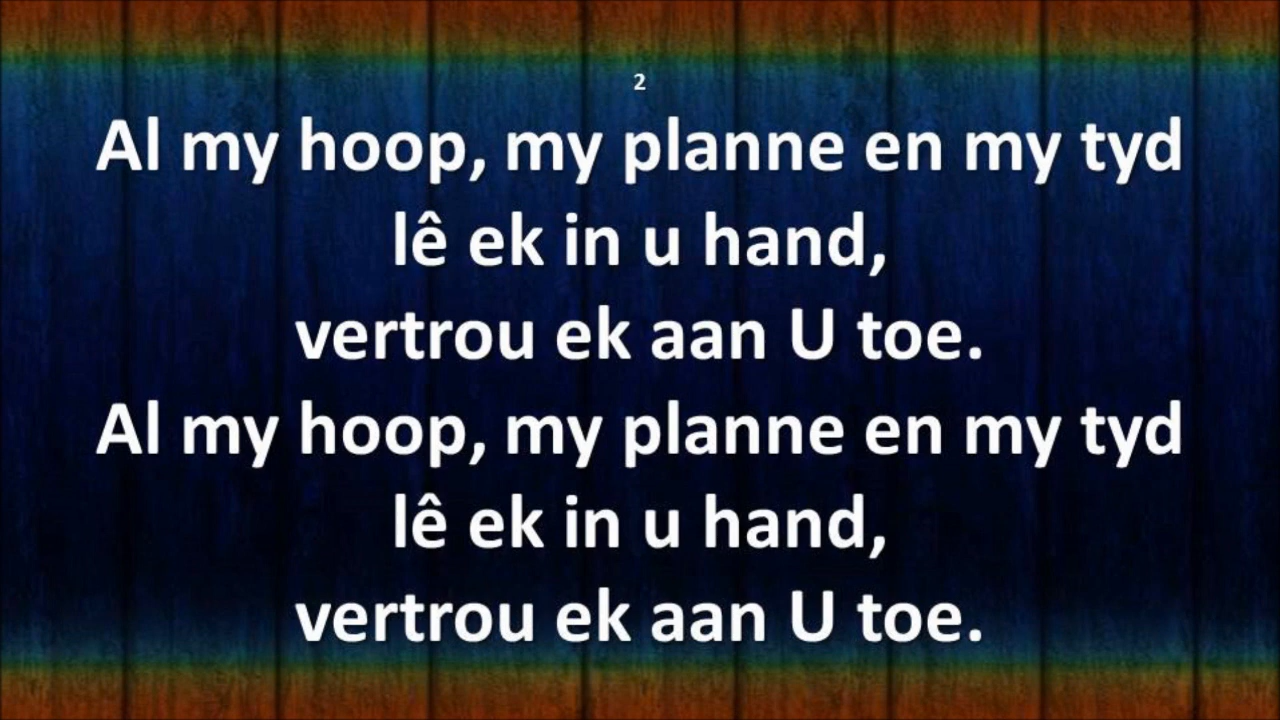 2
Al my hoop, my planne en my tyd
lê ek in u hand,
vertrou ek aan U toe.
Al my hoop, my planne en my tyd
lê ek in u hand,
vertrou ek aan U toe.